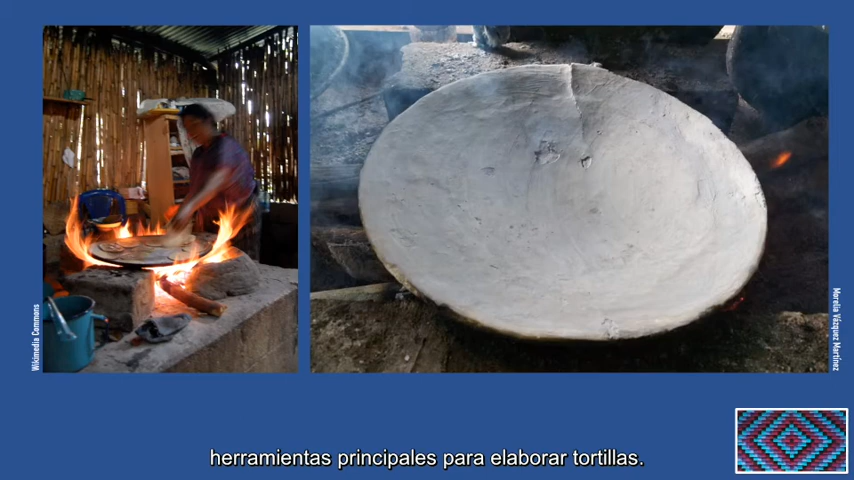 Wikimedia Commons
Morelia Vázquez Martínez
herramientas principales para elaborar tortillas.